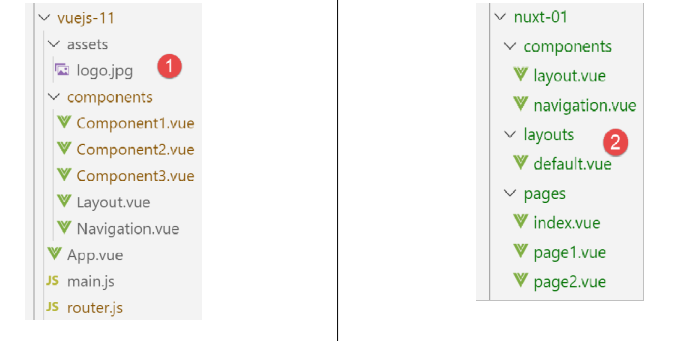 vuejs-11
assets
logo.jpg
1
components
Component1.vue
Component2.vue
Component3.vue
Layout.vue
Navigation.vue
App.vue
JS main.js
JS router.js
nuxt-01
components
layout.vue
navigation.vue
layouts
2
default.vue
pages
index.vue
page1.vue
page2.vue